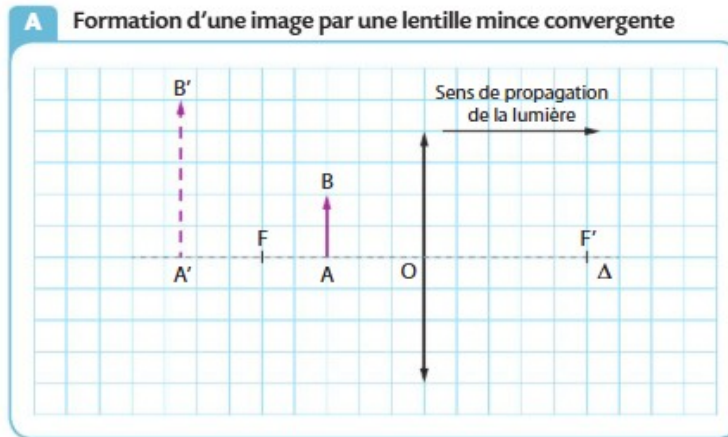 A Formation d’une image par une lentille mince convergente
B’
Sens de propagation
de la lumière
B
F
F’
A’
A
O
Δ